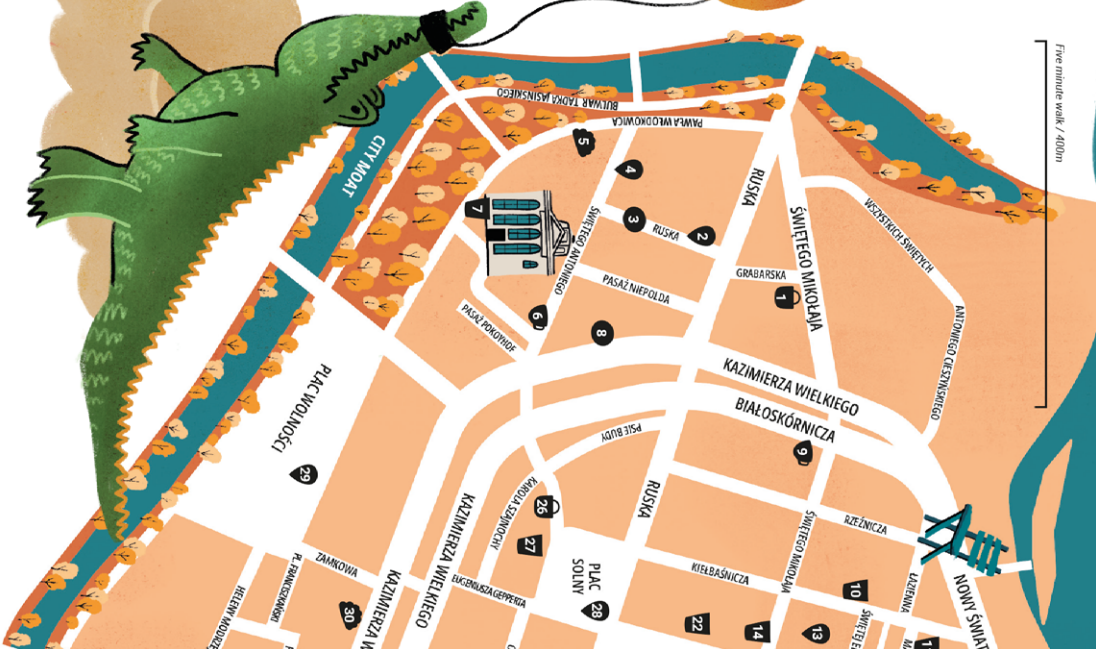 Five minute walk / 400m
BULWAR TADKA JASIŃSKIEGO
PAWŁA WŁODKOWICA
CITY MOAT
5
4
RUSKA
WSZYSTKICH ŚWIĘTYCH
7
3
RUSKA
2
ŚWIĘTEGO ANTONIEGO
ŚWIĘTEGO MIKOŁAJA
GRABARSKA
PASAŻ NIEPOLDA
1
PASAŻ POKOYHOF
6
8
ANTONIEGO CIESZYŃSKIEGO
KAZIMIERZA WIELKIEGO
BIAŁOSKÓRNICZA
PLAC WOLNOŚCI
PSIE BUDY
9
29
KAROLA SZAJNOCHY
26
RUSKA
KAZIMIERZA WIELKIEGO
RZEŹNICZA
ŚWIĘTEGO MIKOŁAJA
27
ZAMKOWA
PL. FRANCISZKAŃSKI
EUGENIUSZA GEPPERTA
PLAC
SOLNY
KIEŁBAŚNICZA
ŁAZIENNA
NOWY ŚWIAT
HELENY MODRZE
30
KAZIMIERZA W
28
10
22
14
13
ŚWIĘTEJ E